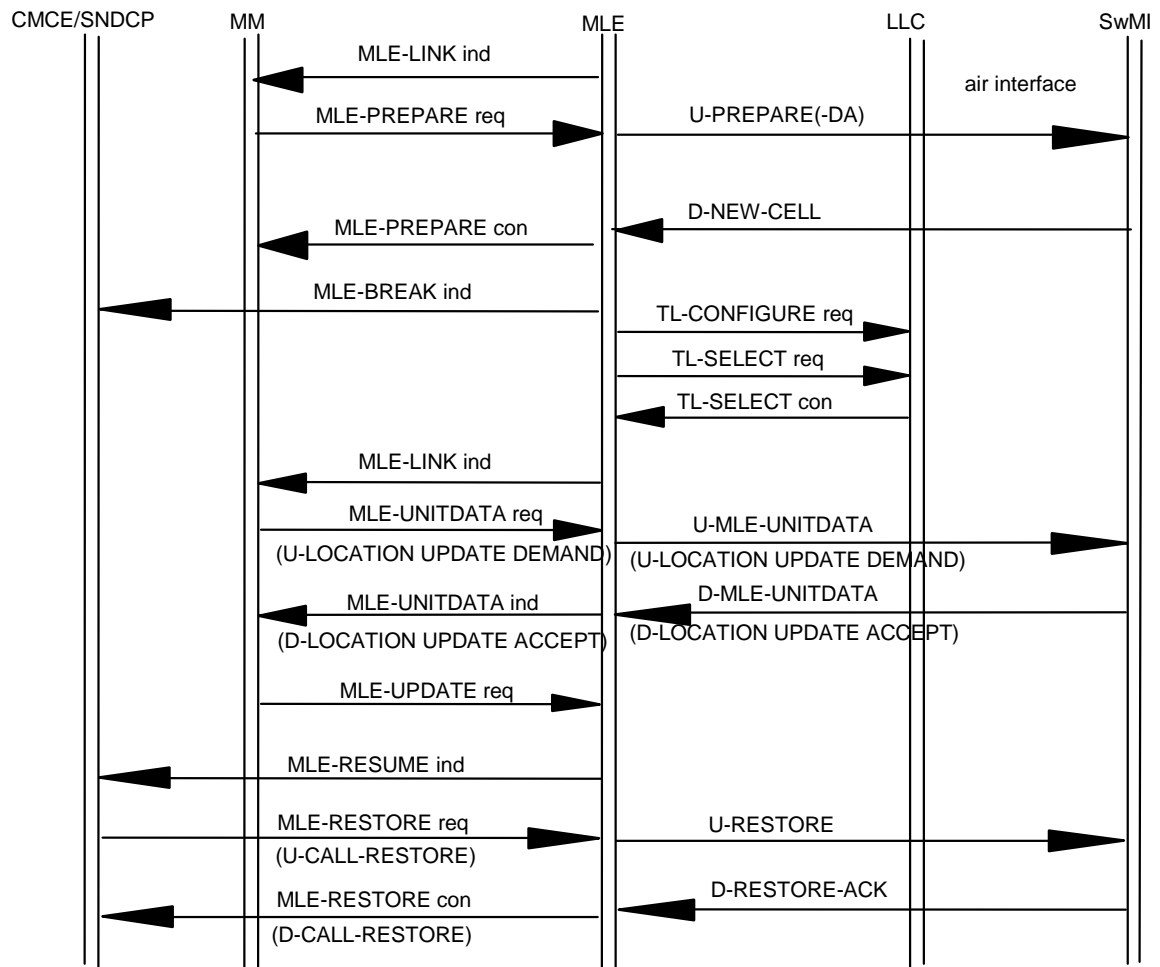 CMCE/SNDCP MM MLE LLC SwMI
MLE-LINK ind
air interface
MLE-PREPARE req U-PREPARE(-DA)
D-NEW-CELL
MLE-PREPARE con
MLE-BREAK ind
TL-CONFIGURE req
TL-SELECT req
TL-SELECT con
MLE-LINK ind
MLE-UNITDATA req U-MLE-UNITDATA
(U-LOCATION UPDATE DEMAND) (U-LOCATION UPDATE DEMAND)
MLE-UNITDATA ind D-MLE-UNITDATA
(D-LOCATION UPDATE ACCEPT) (D-LOCATION UPDATE ACCEPT)
MLE-UPDATE req
MLE-RESUME ind
MLE-RESTORE req U-RESTORE
(U-CALL-RESTORE)
MLE-RESTORE con D-RESTORE-ACK
(D-CALL-RESTORE)